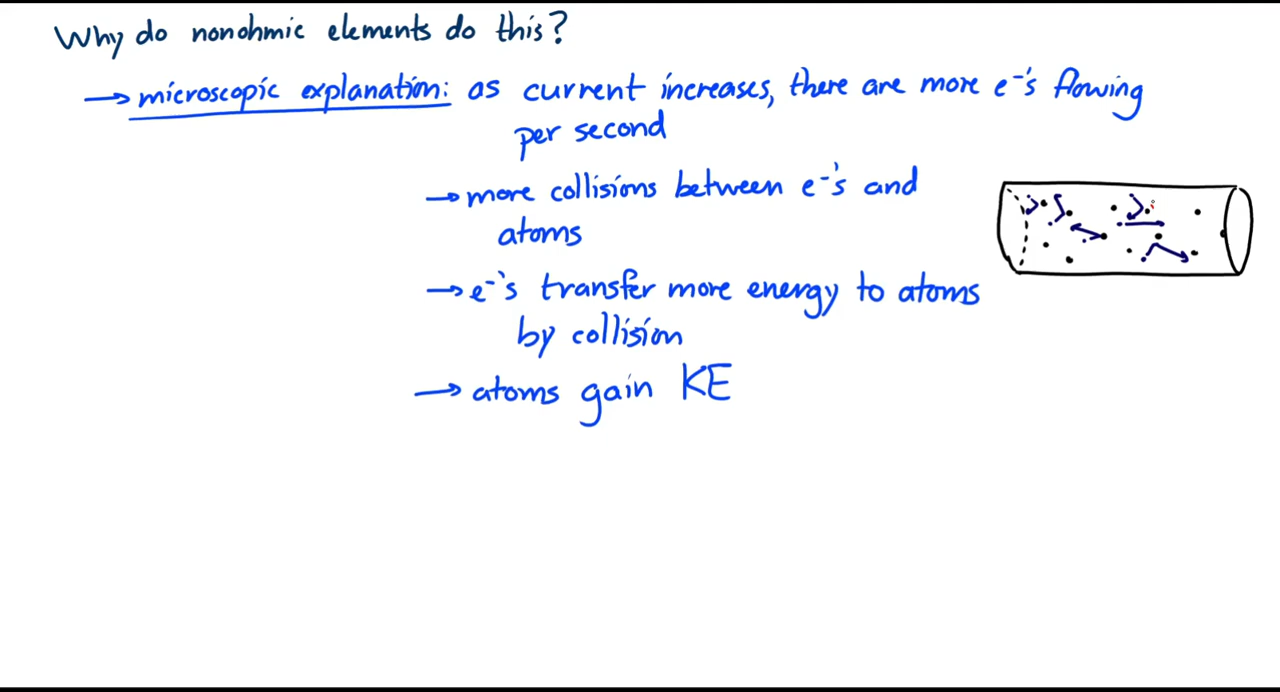 Why do nonohmic elements do this?
→ microscopic explanation: as current increases, there are more e⁻'s flowing
per second
→ more collisions between e⁻'s and
atoms
→ e⁻'s transfer more energy to atoms
by collision
→ atoms gain KE